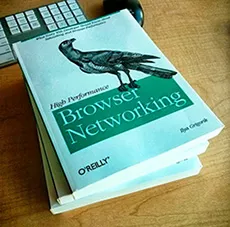 High Performance
Browser
Networking
O'REILLY
Ilya Grigorik